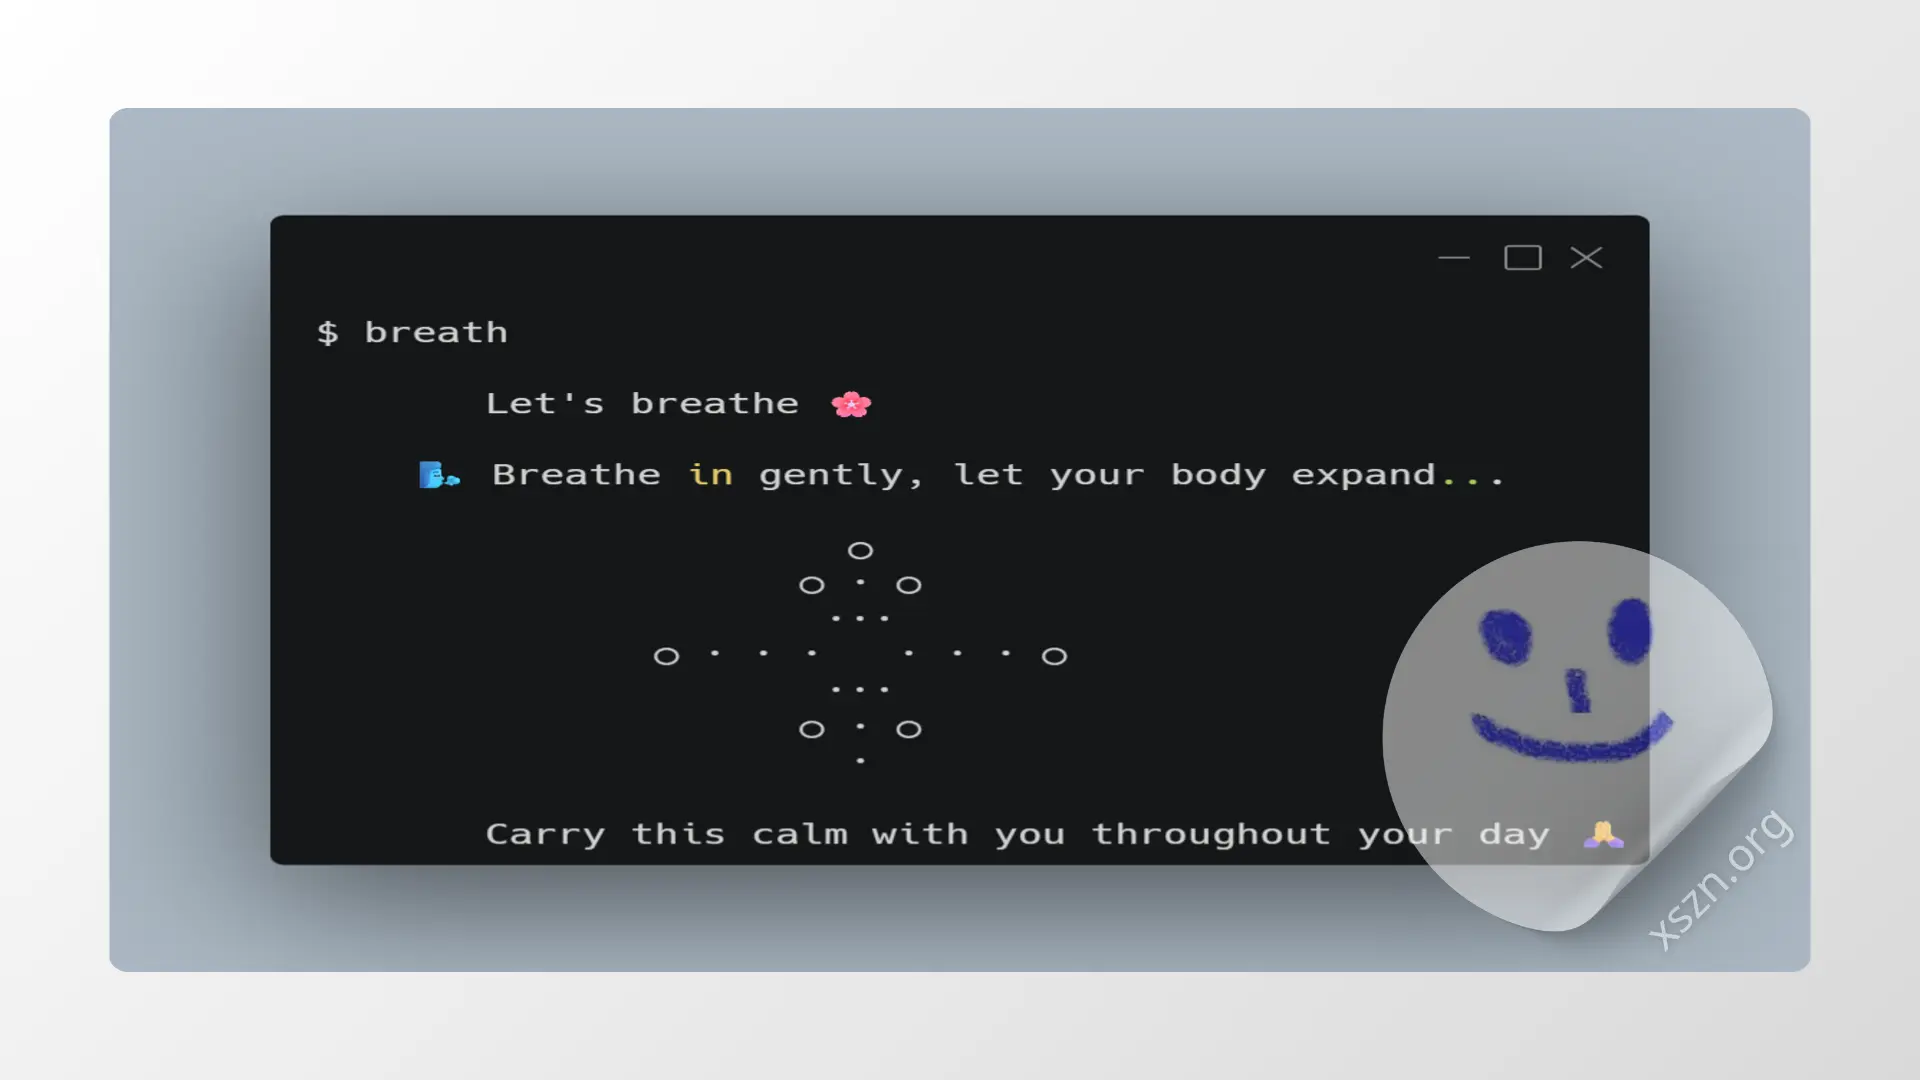 $ breath
Let's breathe 🌸
🌬️ Breathe in gently, let your body expand...
Carry this calm with you throughout your day 🙏
xszn.org